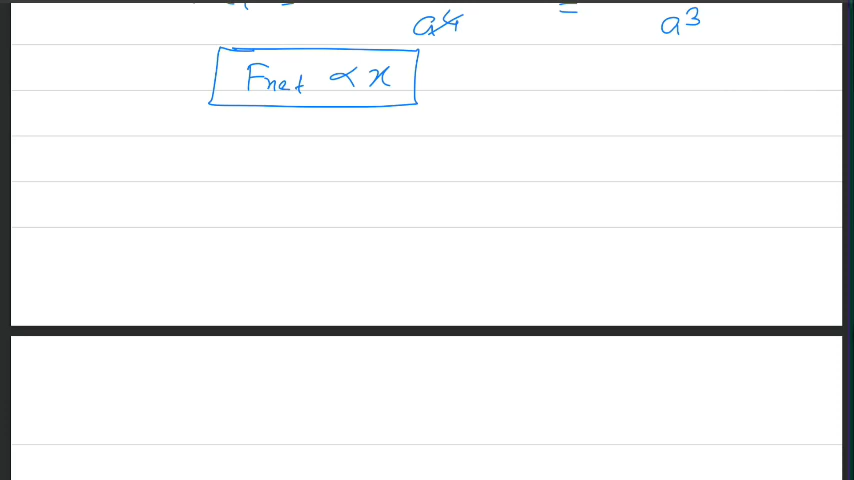 a⁴ = a³
Fnet ∝ x